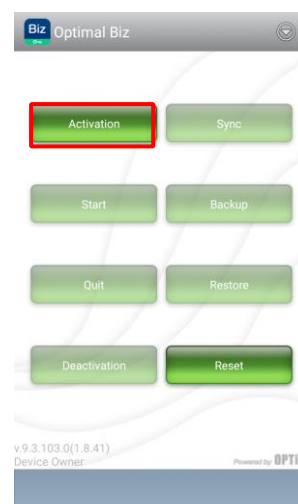 Biz Optimal Biz
Activation Sync
Start Backup
Quit Restore
Deactivation Reset
v.9.3.103.0(1.8.41)
Device Owner Powered by OPTi